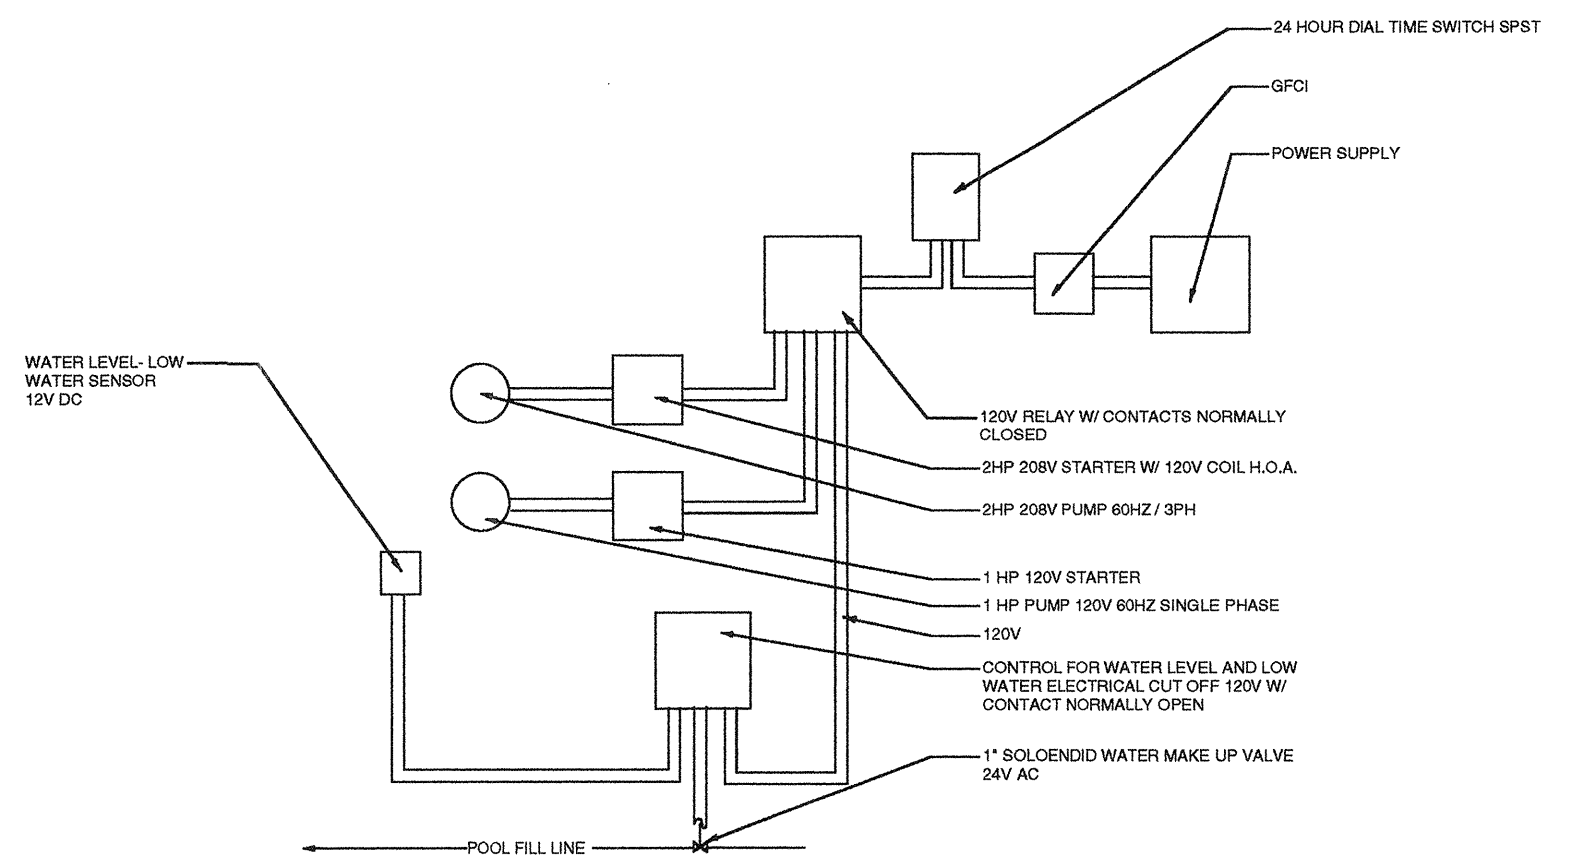 24 HOUR DIAL TIME SWITCH SPST
GFCI
POWER SUPPLY
WATER LEVEL- LOW
WATER SENSOR
12V DC
120V RELAY W/ CONTACTS NORMALLY
CLOSED
2HP 208V STARTER W/ 120V COIL H.O.A.
2HP 208V PUMP 60HZ / 3PH
1 HP 120V STARTER
1 HP PUMP 120V 60HZ SINGLE PHASE
120V
CONTROL FOR WATER LEVEL AND LOW
WATER ELECTRICAL CUT OFF 120V W/
CONTACT NORMALLY OPEN
1" SOLOENDID WATER MAKE UP VALVE
24V AC
POOL FILL LINE